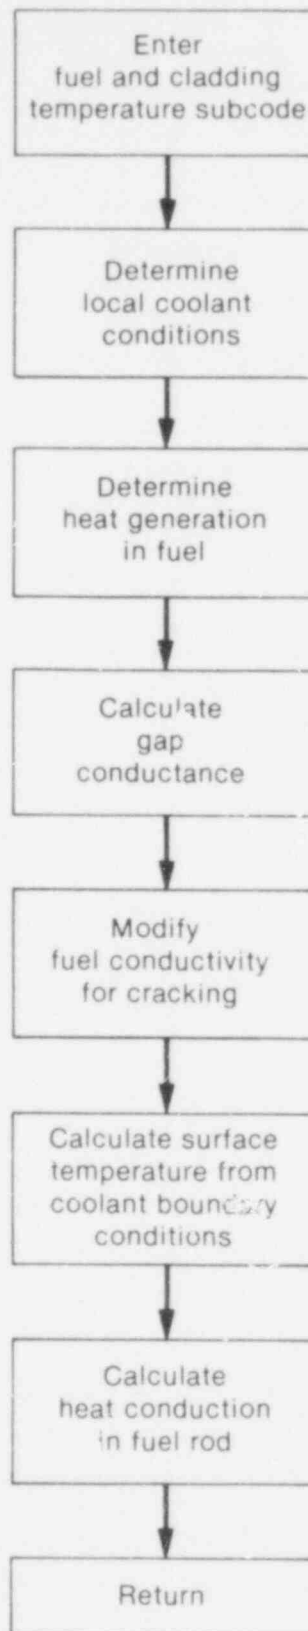 Enter
fuel and cladding
temperature subcode
Determine
local coolant
conditions
Determine
heat generation
in fuel
Calculate
gap
conductance
Modify
fuel conductivity
for cracking
Calculate surface
temperature from
coolant boundary
conditions
Calculate
heat conduction
in fuel rod
Return